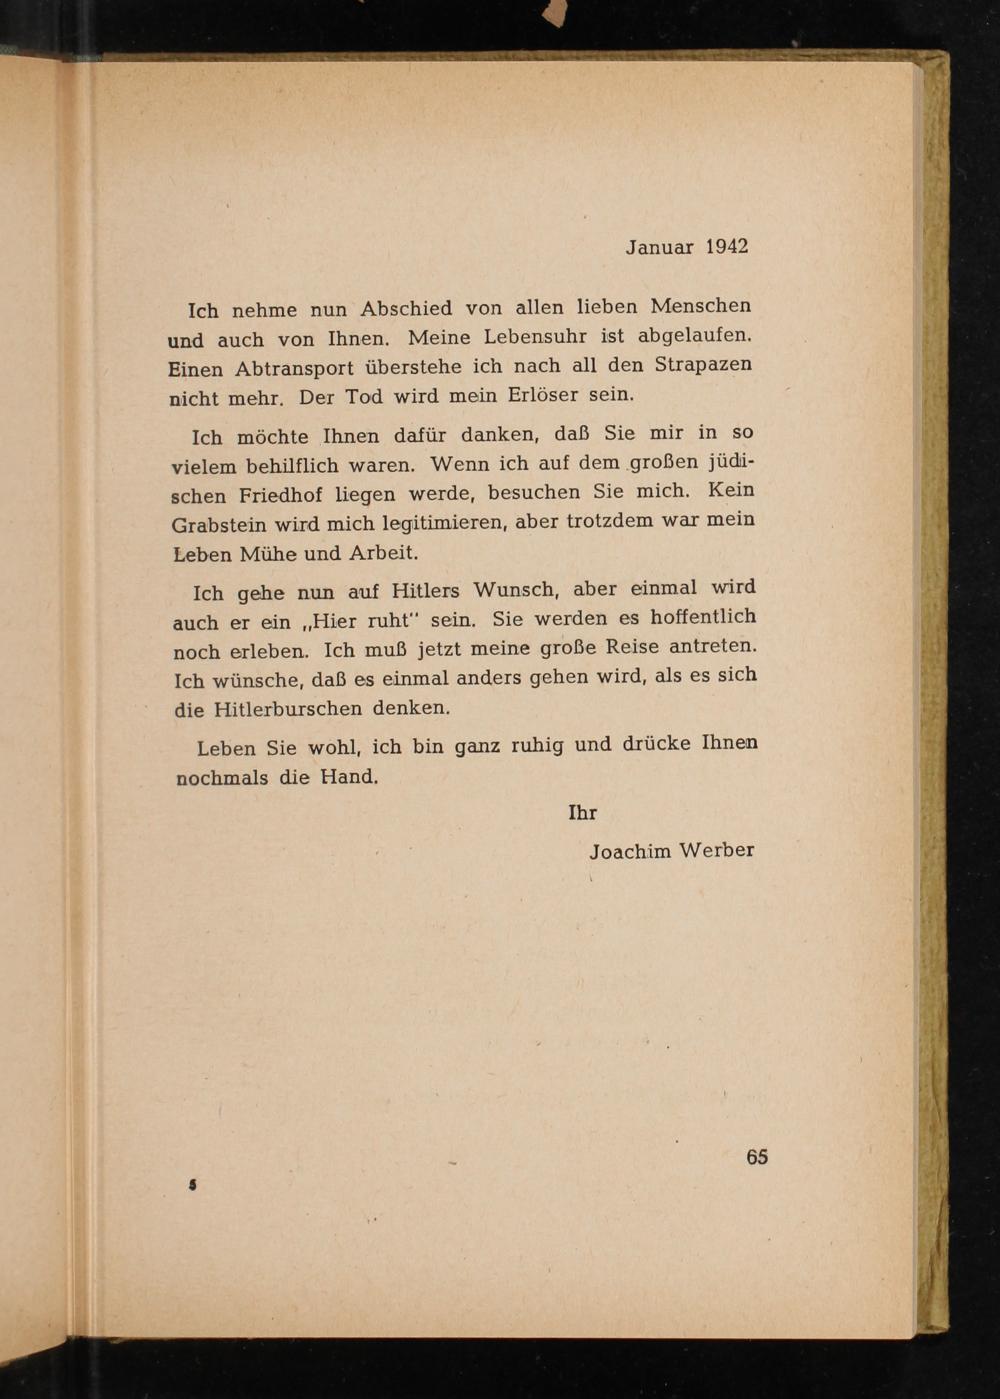 Januar 1942
Ich nehme nun Abschied von allen lieben Menschen
und auch von Ihnen. Meine Lebensuhr ist abgelaufen.
Einen Abtransport überstehe ich nach all den Strapazen
nicht mehr. Der Tod wird mein Erlöser sein.
Ich möchte Ihnen dafür danken, daß Sie mir in so
vielem behilflich waren. Wenn ich auf dem großen jüdi-
schen Friedhof liegen werde, besuchen Sie mich. Kein
Grabstein wird mich legitimieren, aber trotzdem war mein
Leben Mühe und Arbeit.
Ich gehe nun auf Hitlers Wunsch, aber einmal wird
auch er ein „Hier ruht" sein. Sie werden es hoffentlich
noch erleben. Ich muß jetzt meine große Reise antreten.
Ich wünsche, daß es einmal anders gehen wird, als es sich
die Hitlerburschen denken.
Leben Sie wohl, ich bin ganz ruhig und drücke Ihnen
nochmals die Hand.
Ihr
Joachim Werber
65
5